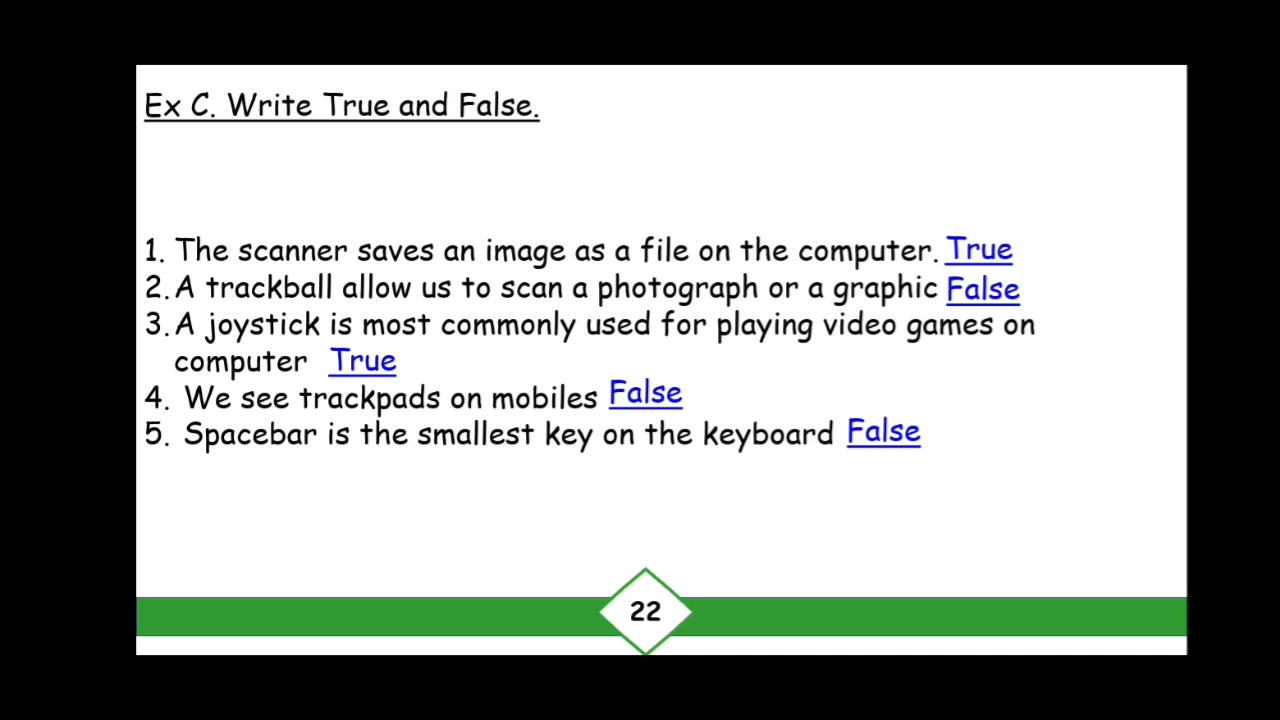 Ex C. Write True and False.
1. The scanner saves an image as a file on the computer. True
2. A trackball allow us to scan a photograph or a graphic False
3. A joystick is most commonly used for playing video games on
computer True
4. We see trackpads on mobiles False
5. Spacebar is the smallest key on the keyboard False
22